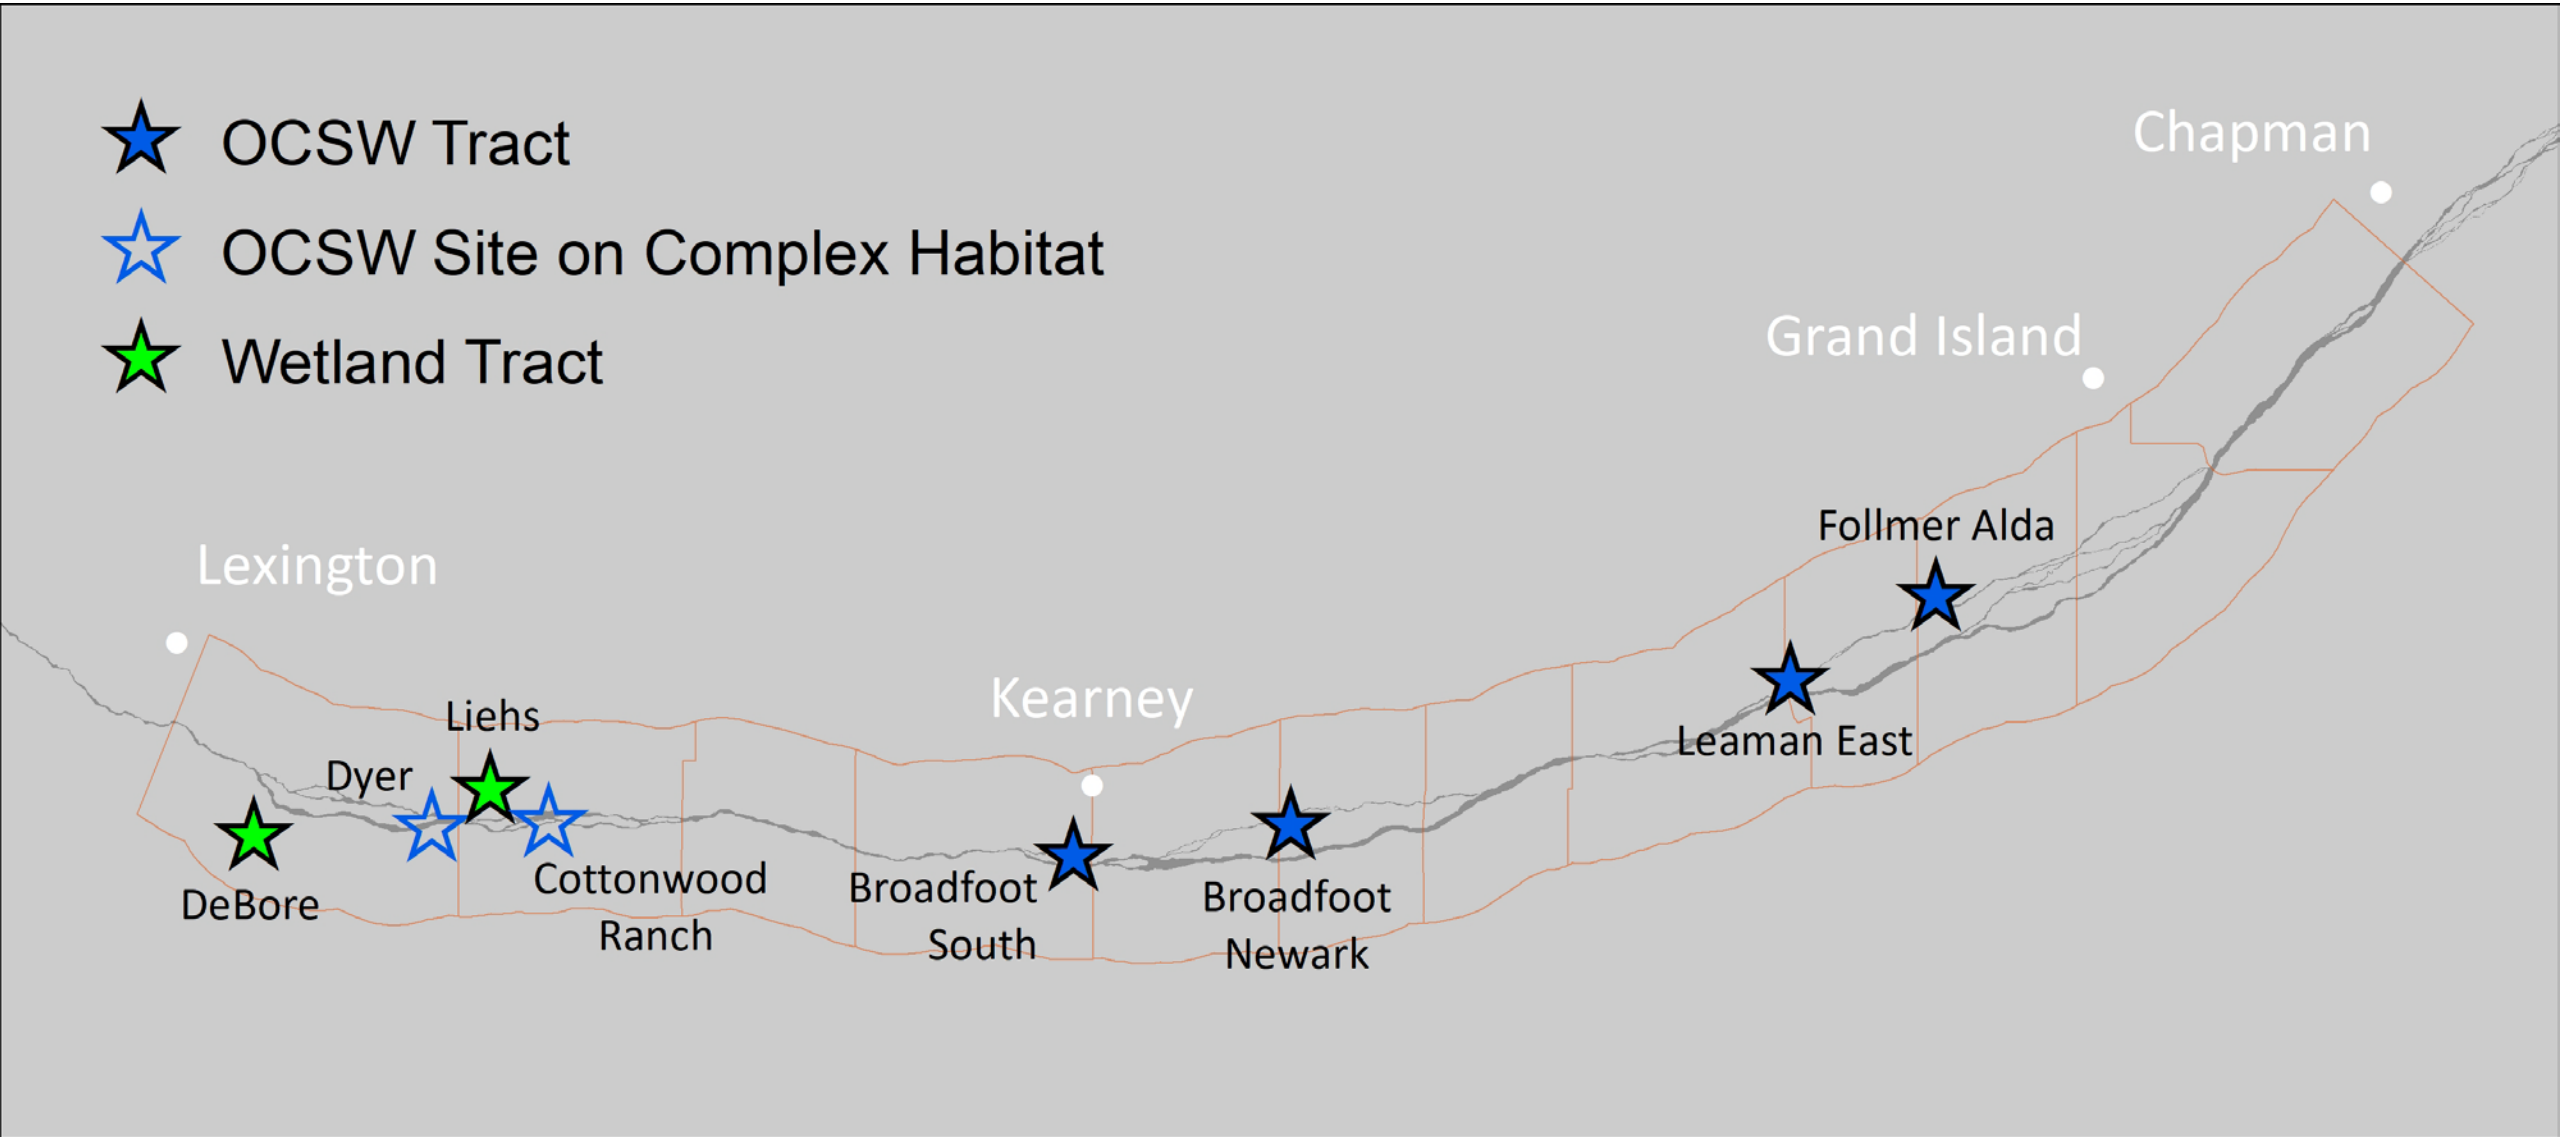 OCSW Tract
OCSW Site on Complex Habitat
Wetland Tract
Chapman
Grand Island
Follmer Alda
Lexington
Kearney
Liehs
Dyer
Leaman East
DeBore
Cottonwood
Ranch
Broadfoot
South
Broadfoot
Newark